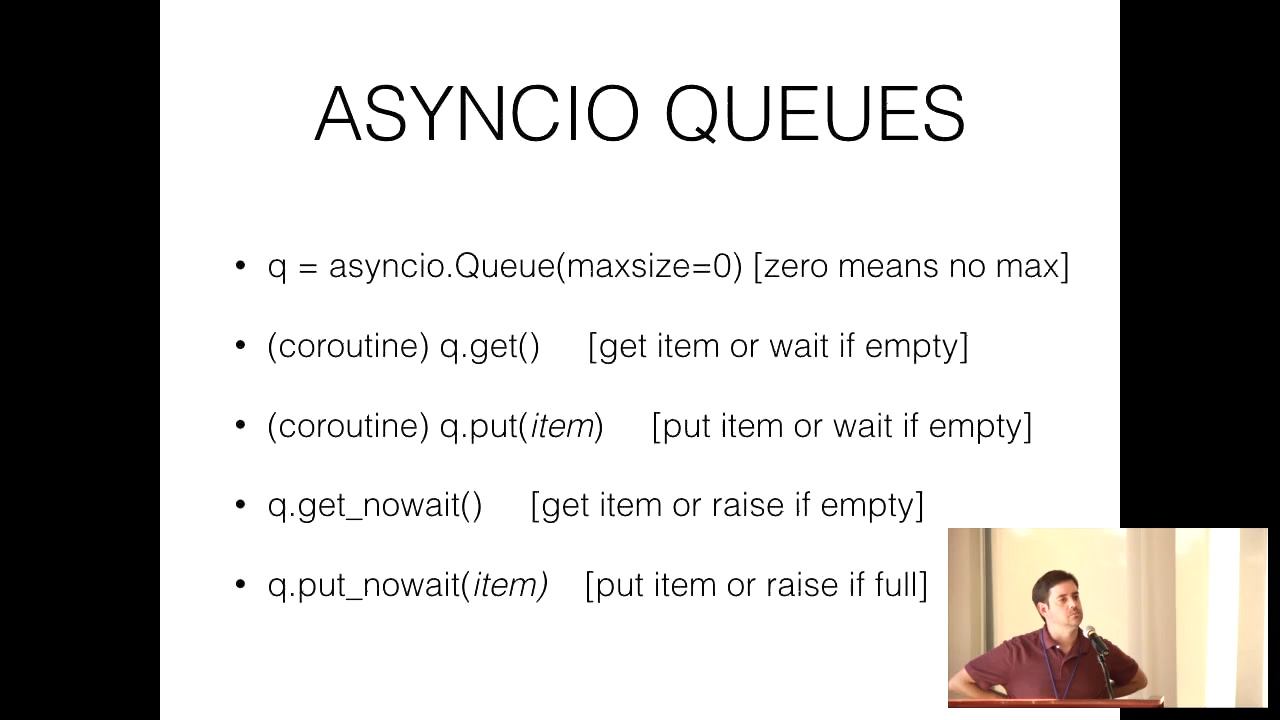 ASYNCIO QUEUES
• q = asyncio.Queue(maxsize=0) [zero means no max]
• (coroutine) q.get() [get item or wait if empty]
• (coroutine) q.put(item) [put item or wait if empty]
• q.get_nowait() [get item or raise if empty]
• q.put_nowait(item) [put item or raise if full]